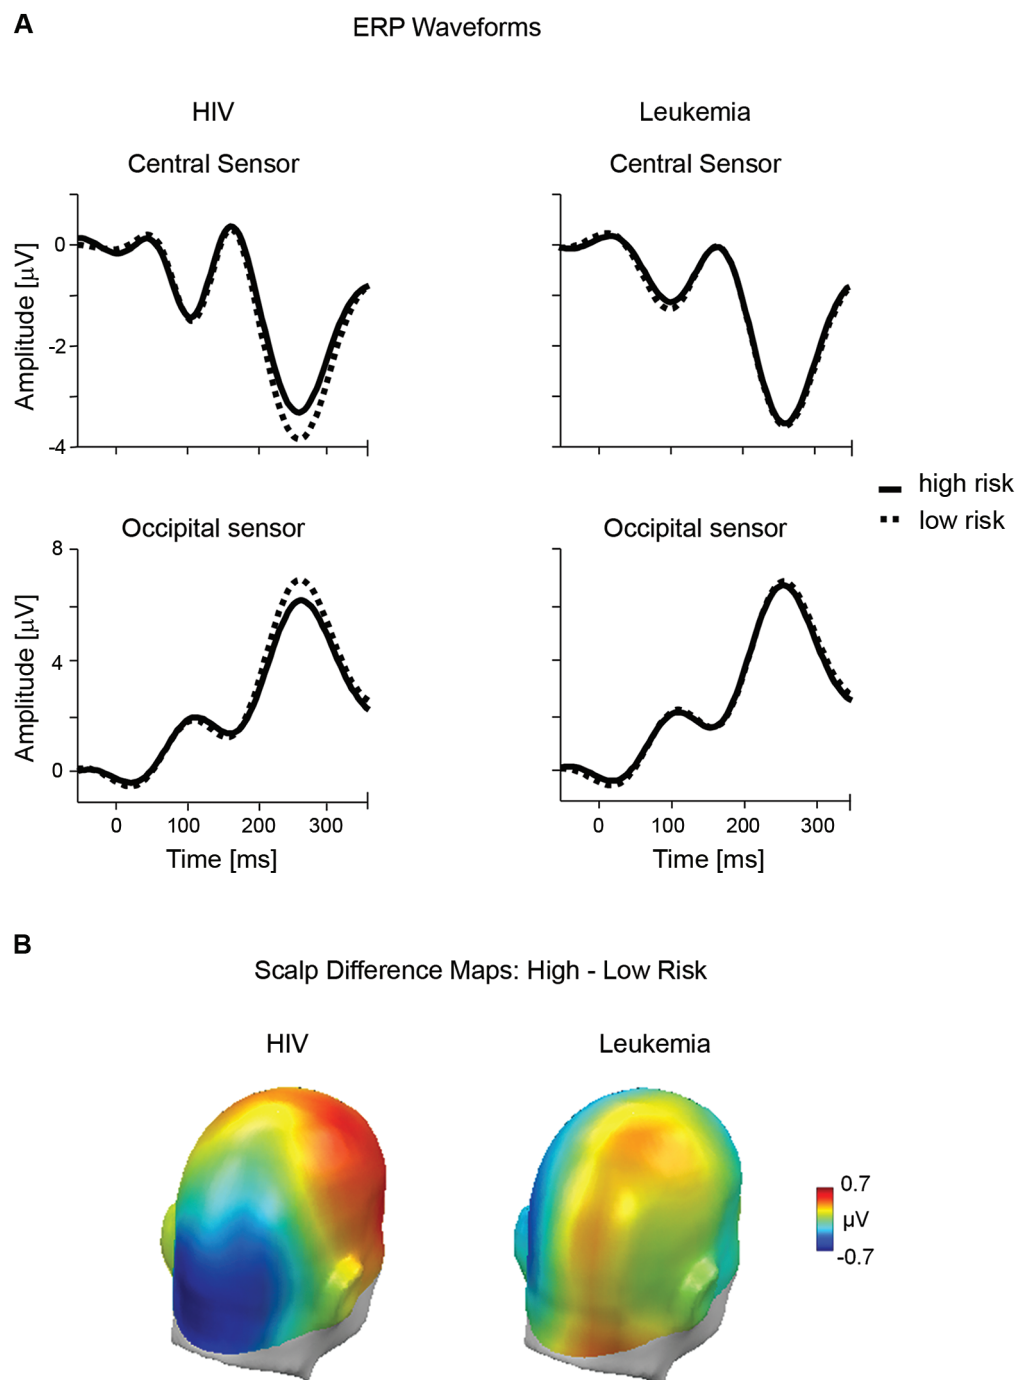 A
ERP Waveforms
HIV
Leukemia
Central Sensor
Central Sensor
Amplitude [µV]
0
-2
-4
high risk
low risk
Occipital sensor
Occipital sensor
Amplitude [µV]
8
4
0
0 100 200 300
0 100 200 300
Time [ms]
Time [ms]
B
Scalp Difference Maps: High - Low Risk
HIV
Leukemia
0.7
µV
-0.7